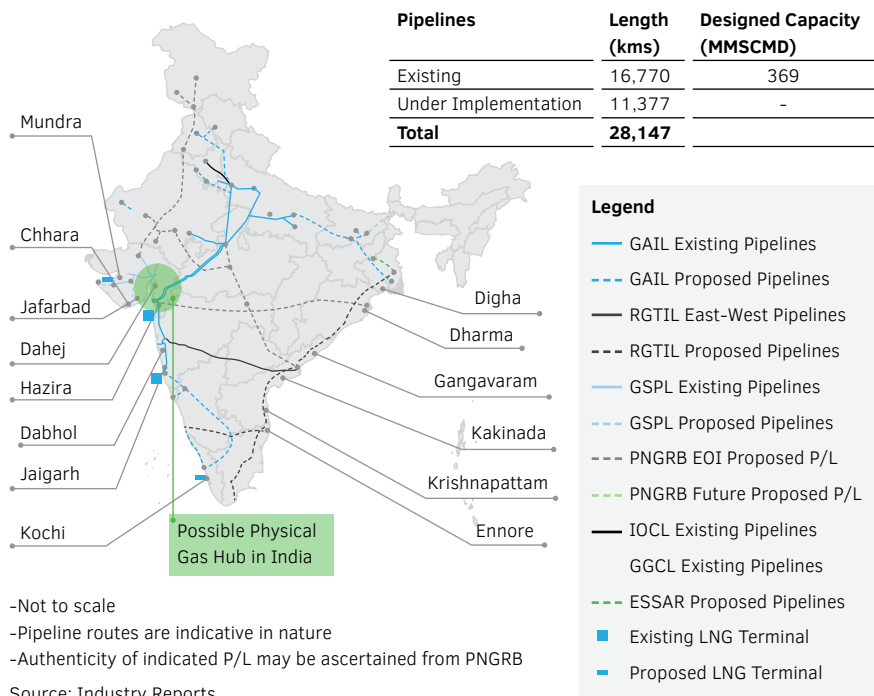 Pipelines Length (kms) Designed Capacity (MMSCMD)
Existing 16,770 369
Under Implementation 11,377 -
Total 28,147
Mundra
Chhara
Jafarbad
Dahej
Hazira
Dabhol
Jaigarh
Kochi
Digha
Dharma
Gangavaram
Kakinada
Krishnapattam
Ennore
Possible Physical
Gas Hub in India
Legend
GAIL Existing Pipelines
GAIL Proposed Pipelines
RGTIL East-West Pipelines
RGTIL Proposed Pipelines
GSPL Existing Pipelines
GSPL Proposed Pipelines
PNGRB EOI Proposed P/L
PNGRB Future Proposed P/L
IOCL Existing Pipelines
GGCL Existing Pipelines
ESSAR Proposed Pipelines
Existing LNG Terminal
Proposed LNG Terminal
-Not to scale
-Pipeline routes are indicative in nature
-Authenticity of indicated P/L may be ascertained from PNGRB
Source: Industry Reports